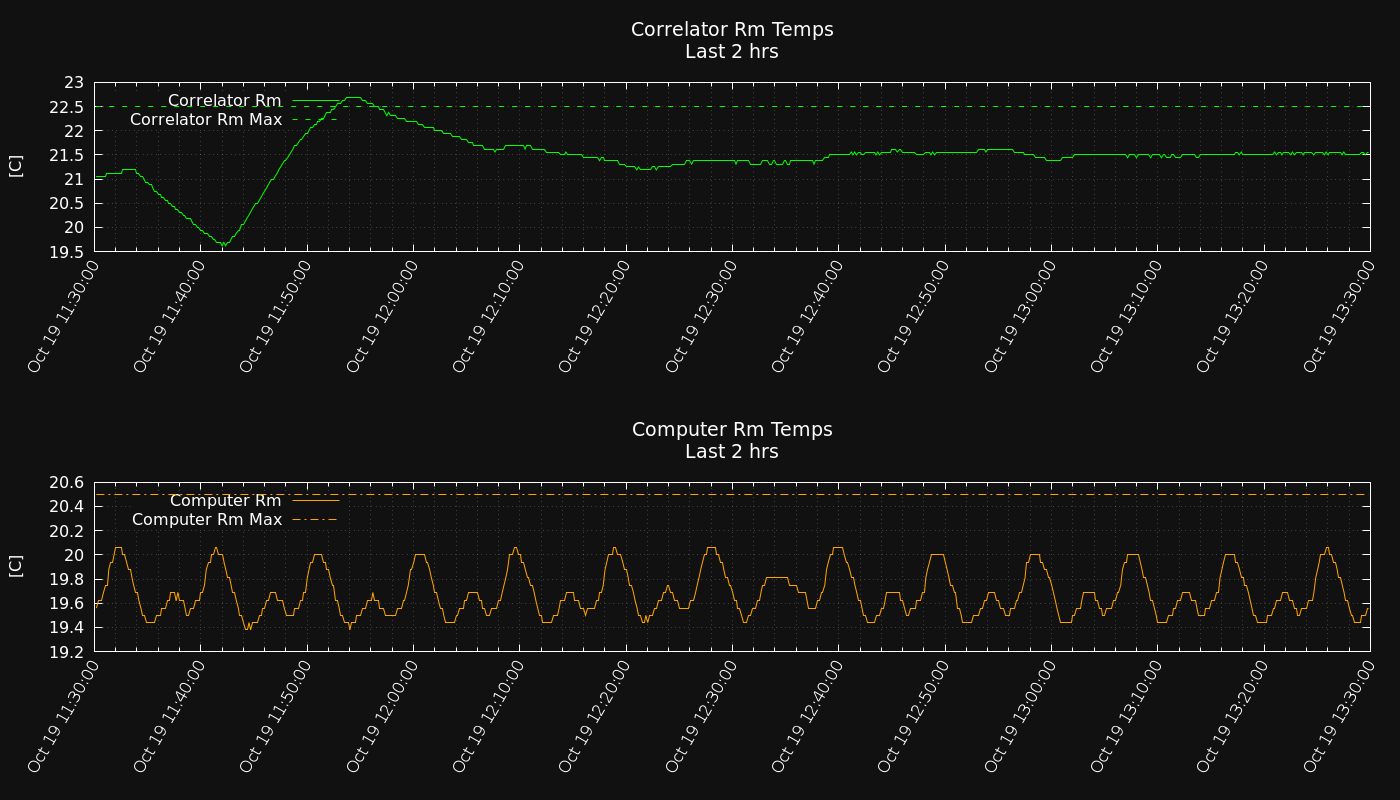 Correlator Rm Temps
Last 2 hrs
Correlator Rm
Correlator Rm Max
[C]
23
22.5
22
21.5
21
20.5
20
19.5
Oct 19 11:30:00
Oct 19 11:40:00
Oct 19 11:50:00
Oct 19 12:00:00
Oct 19 12:10:00
Oct 19 12:20:00
Oct 19 12:30:00
Oct 19 12:40:00
Oct 19 12:50:00
Oct 19 13:00:00
Oct 19 13:10:00
Oct 19 13:20:00
Oct 19 13:30:00
Computer Rm Temps
Last 2 hrs
Computer Rm
Computer Rm Max
[C]
20.6
20.4
20.2
20
19.8
19.6
19.4
19.2
Oct 19 11:30:00
Oct 19 11:40:00
Oct 19 11:50:00
Oct 19 12:00:00
Oct 19 12:10:00
Oct 19 12:20:00
Oct 19 12:30:00
Oct 19 12:40:00
Oct 19 12:50:00
Oct 19 13:00:00
Oct 19 13:10:00
Oct 19 13:20:00
Oct 19 13:30:00